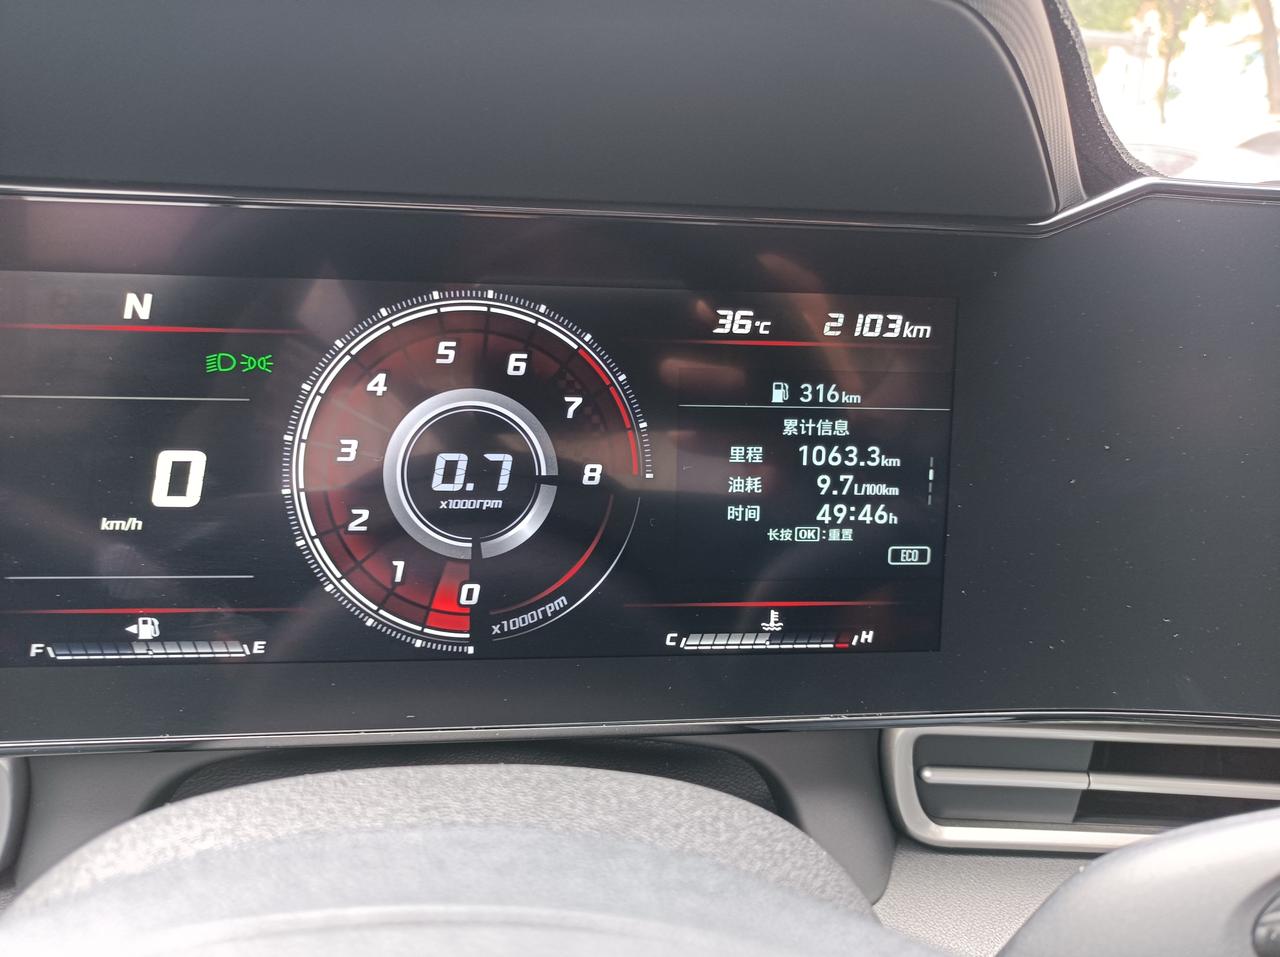 N
36℃ 2103km
316km
累计信息
里程 1063.3km
油耗 9.7L/100km
时间 49:46h
长按 OK:重置
ECO
0
km/h
0 1 2 3 4 5 6 7 8
0.7
x1000rpm
x1000rpm
F E
C H